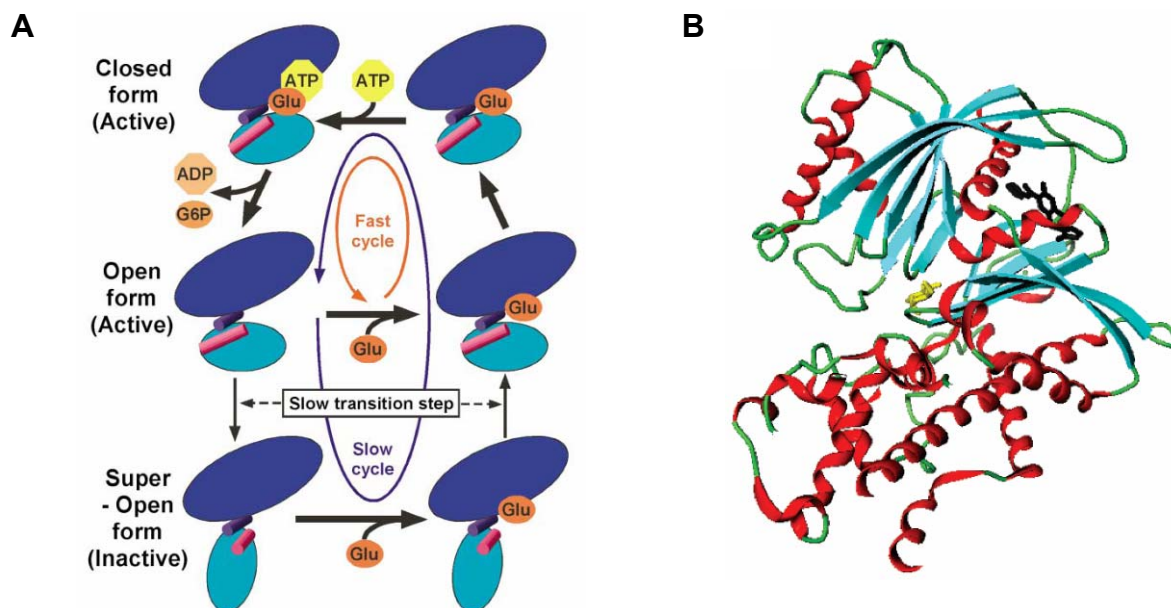 A
Closed
form
(Active)
ATP
ATP
Glu
Glu
ADP
G6P
Fast
cycle
Open
form
(Active)
Glu
Glu
Slow transition step
Slow
cycle
Super
- Open
form
(Inactive)
Glu
Glu
B